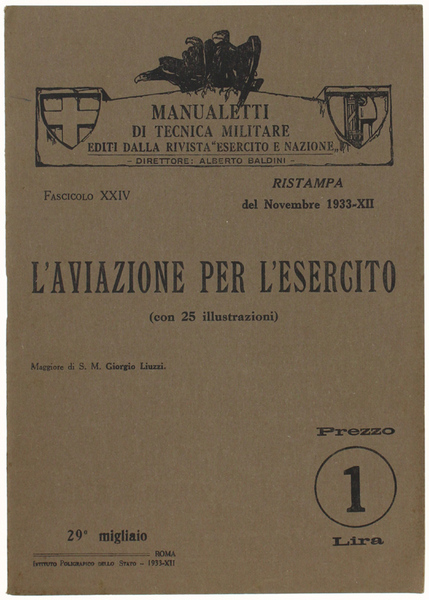 MANUALETTI
DI TECNICA MILITARE
EDITI DALLA RIVISTA "ESERCITO E NAZIONE"
- DIRETTORE: ALBERTO BALDINI -
FASCICOLO XXIV
RISTAMPA
del Novembre 1933-XII
L'AVIAZIONE PER L'ESERCITO
(con 25 illustrazioni)
Maggiore di S. M. Giorgio Liuzzi.
Prezzo
1
Lira
29° migliaio
ROMA
ISTITUTO POLIGRAFICO DELLO STATO - 1933-XII